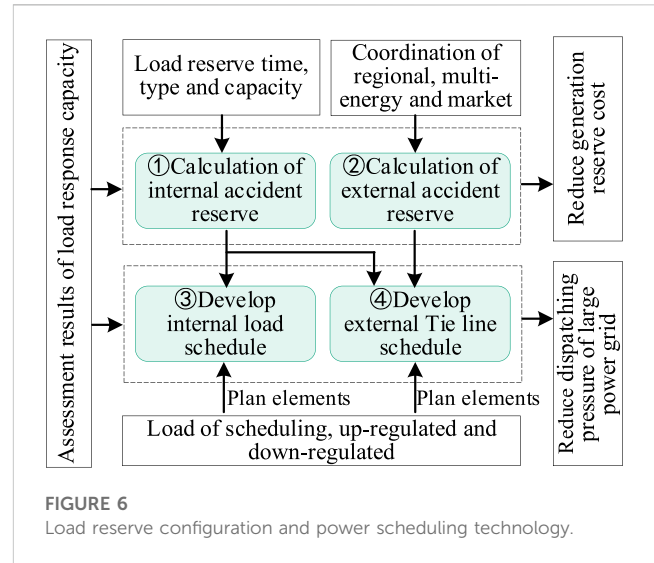 Assessment results of load response capacity
Load reserve time,
type and capacity
Coordination of
regional, multi-
energy and market
①Calculation of
internal accident
reserve
②Calculation of
external accident
reserve
Reduce generation
reserve cost
③Develop
internal load
schedule
④Develop
external Tie line
schedule
Reduce dispatching
pressure of large
power grid
Plan elements
Plan elements
Load of scheduling, up-regulated and
down-regulated
FIGURE 6
Load reserve configuration and power scheduling technology.